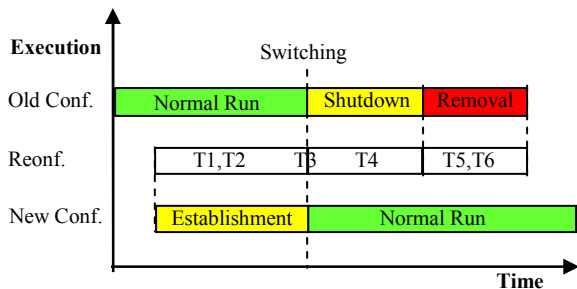 Execution
Switching
Old Conf.
Normal Run
Shutdown
Removal
Reonf.
T1,T2
T3
T4
T5,T6
New Conf.
Establishment
Normal Run
Time